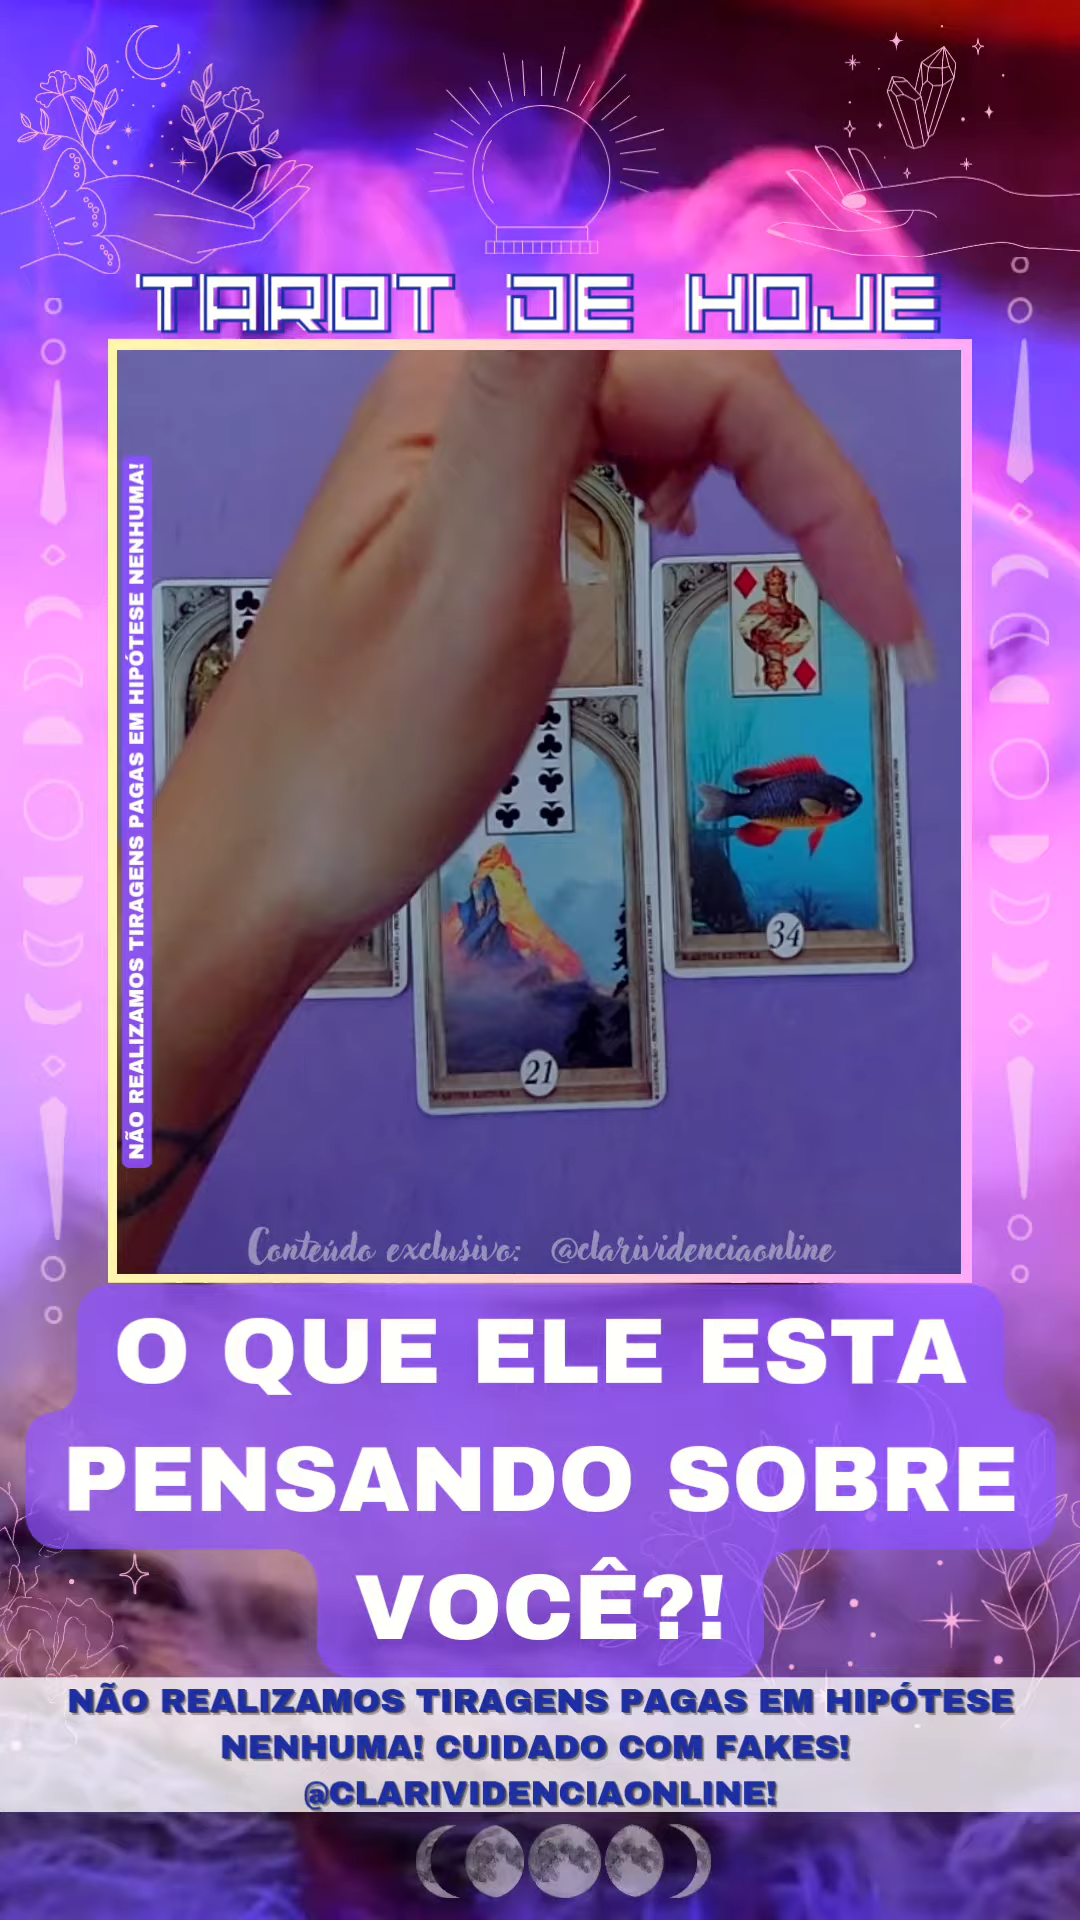 TAROT DE HOJE
NÃO REALIZAMOS TIRAGENS PAGAS EM HIPÓTESE NENHUMA!
34
21
Conteúdo exclusivo: @clarividenciaonline
O QUE ELE ESTA
PENSANDO SOBRE
VOCÊ?!
NÃO REALIZAMOS TIRAGENS PAGAS EM HIPÓTESE
NENHUMA! CUIDADO COM FAKES!
@CLARIVIDENCIAONLINE!